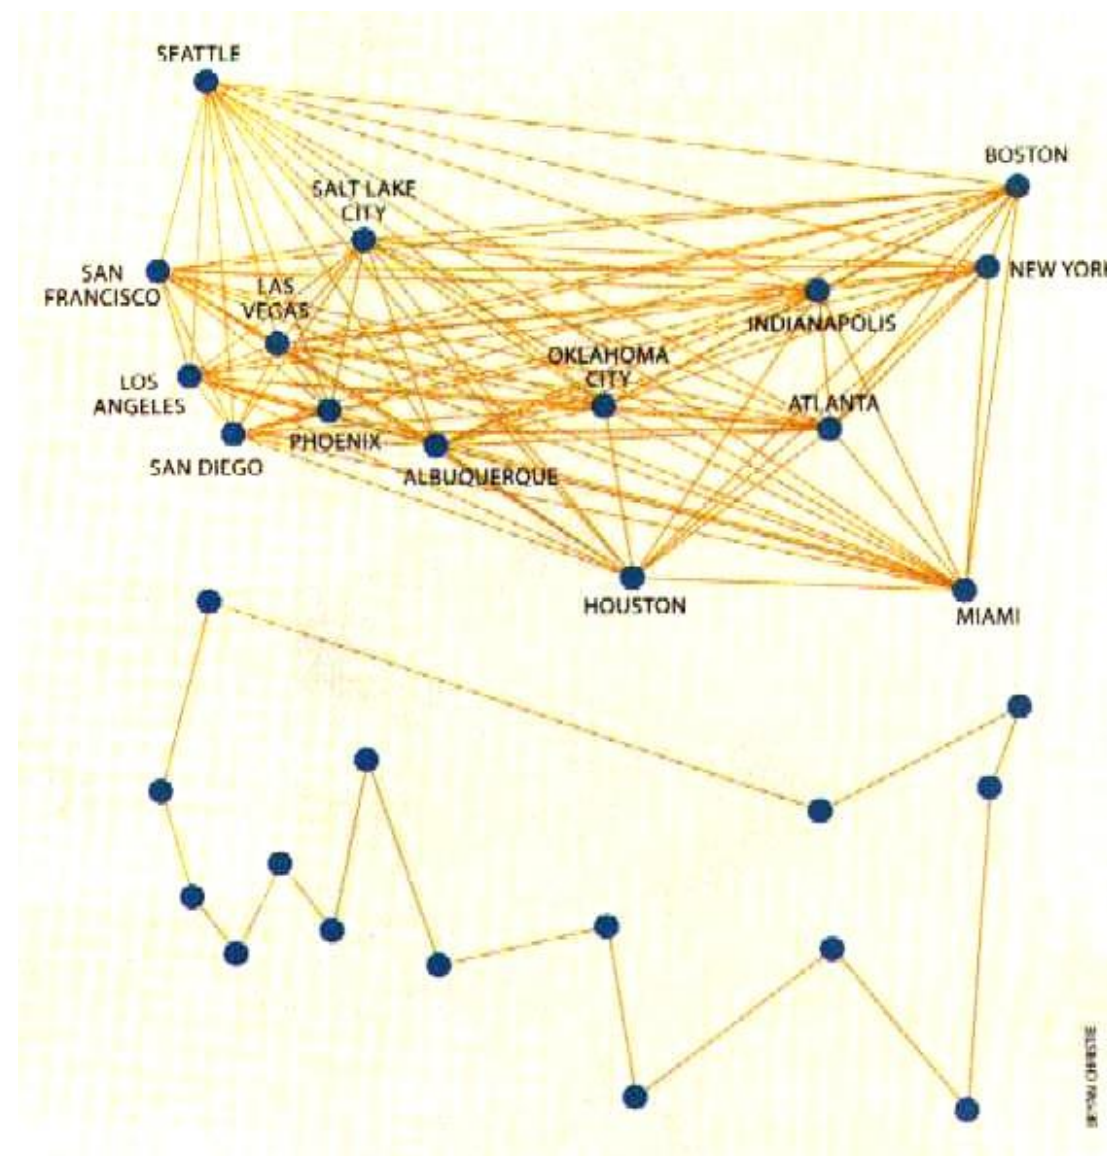 SEATTLE
BOSTON
SALT LAKE
CITY
SAN
FRANCISCO
LAS
VEGAS
NEW YORK
INDIANAPOLIS
OKLAHOMA
CITY
LOS
ANGELES
ATLANTA
PHOENIX
SAN DIEGO
ALBUQUERQUE
HOUSTON
MIAMI